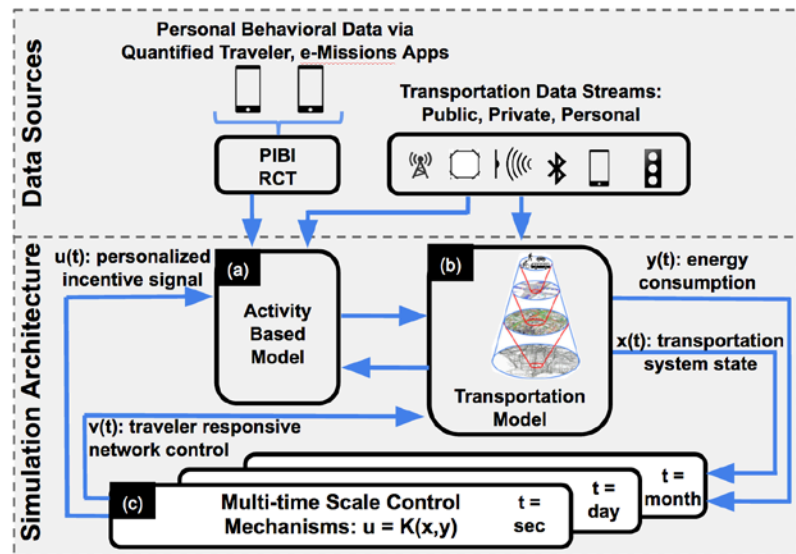 Data Sources
Personal Behavioral Data via
Quantified Traveler, e-Missions Apps
Transportation Data Streams:
Public, Private, Personal
PIBI
RCT
Simulation Architecture
u(t): personalized
incentive signal
(a)
Activity
Based
Model
(b)
Transportation
Model
y(t): energy
consumption
x(t): transportation
system state
v(t): traveler responsive
network control
(c)
Multi-time Scale Control
Mechanisms: u = K(x,y)
t =
sec
t =
day
t =
month